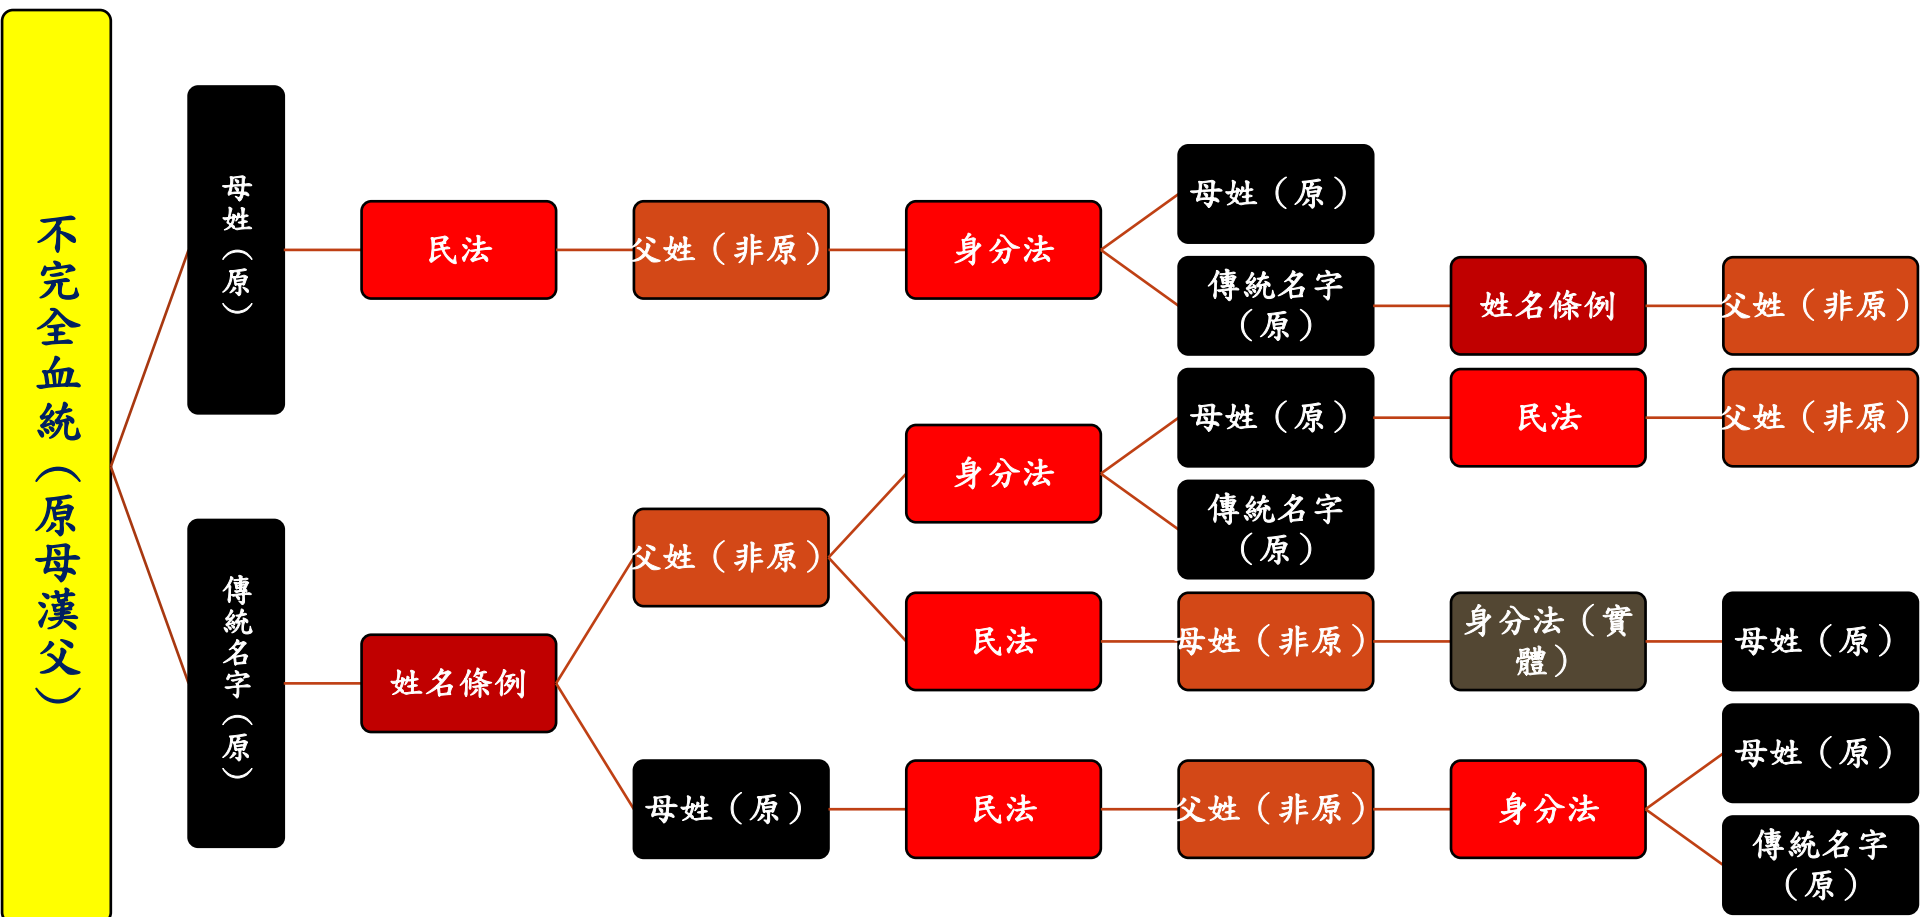 不完全血統（原母漢父）
母姓（原）
民法
父姓（非原）
身分法
母姓（原）
傳統名字
（原）
姓名條例
父姓（非原）
傳統名字（原）
姓名條例
父姓（非原）
身分法
母姓（原）
民法
父姓（非原）
傳統名字
（原）
民法
母姓（非原）
身分法（實
體）
母姓（原）
母姓（原）
民法
父姓（非原）
身分法
母姓（原）
傳統名字
（原）